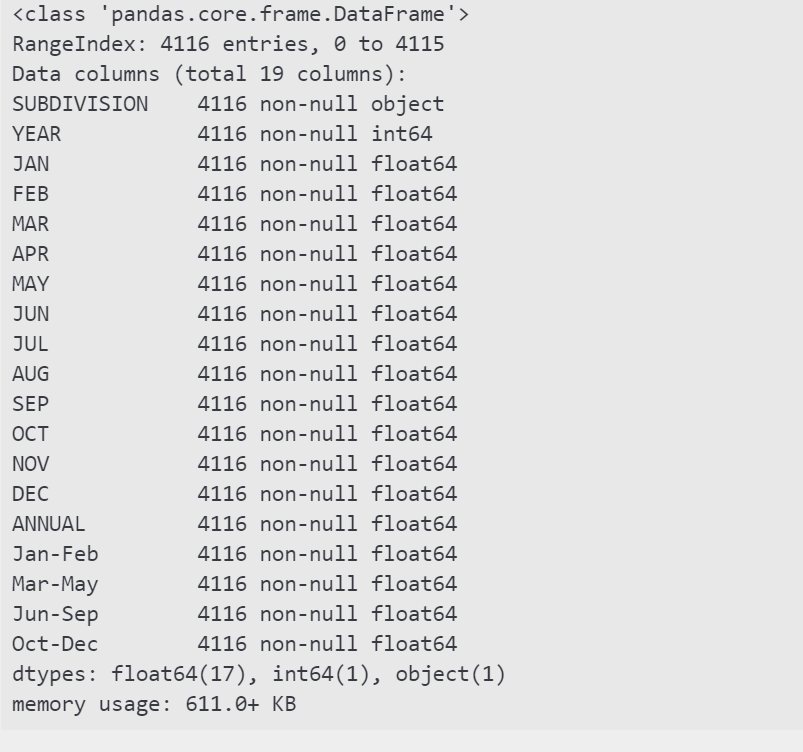 <class 'pandas.core.frame.DataFrame'>
RangeIndex: 4116 entries, 0 to 4115
Data columns (total 19 columns):
SUBDIVISION    4116 non-null object
YEAR           4116 non-null int64
JAN            4116 non-null float64
FEB            4116 non-null float64
MAR            4116 non-null float64
APR            4116 non-null float64
MAY            4116 non-null float64
JUN            4116 non-null float64
JUL            4116 non-null float64
AUG            4116 non-null float64
SEP            4116 non-null float64
OCT            4116 non-null float64
NOV            4116 non-null float64
DEC            4116 non-null float64
ANNUAL         4116 non-null float64
Jan-Feb        4116 non-null float64
Mar-May        4116 non-null float64
Jun-Sep        4116 non-null float64
Oct-Dec        4116 non-null float64
dtypes: float64(17), int64(1), object(1)
memory usage: 611.0+ KB